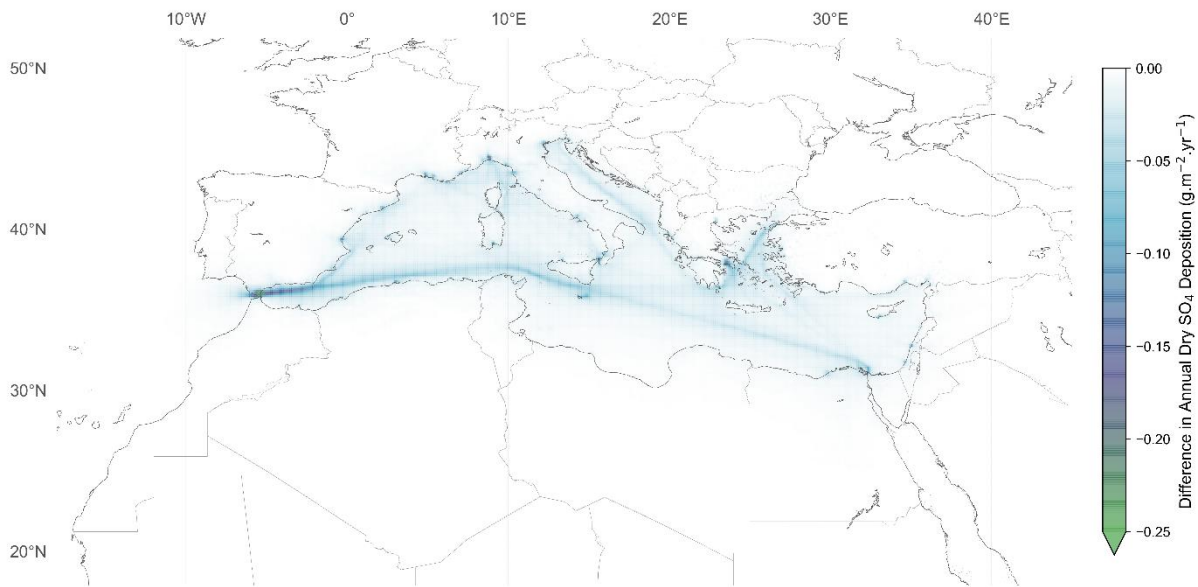 10°W 0° 10°E 20°E 30°E 40°E
50°N
40°N
30°N
20°N
0.00
−0.05
−0.10
−0.15
−0.20
−0.25
Difference in Annual Dry SO₄ Deposition (g.m⁻².yr⁻¹)